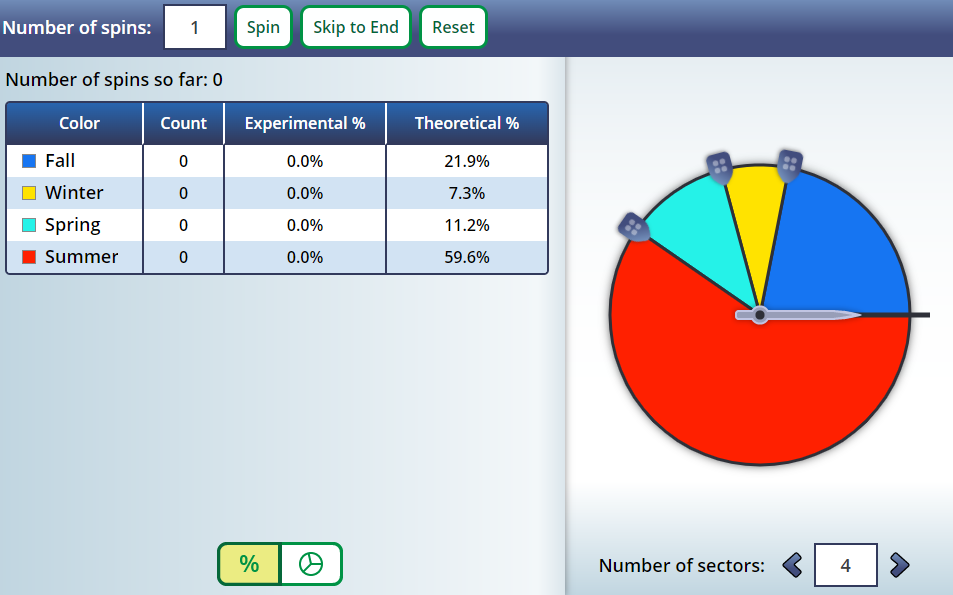 Number of spins: 1 Spin Skip to End Reset
Number of spins so far: 0
Color Count Experimental % Theoretical %
Fall 0 0.0% 21.9%
Winter 0 0.0% 7.3%
Spring 0 0.0% 11.2%
Summer 0 0.0% 59.6%
%
Number of sectors: 4